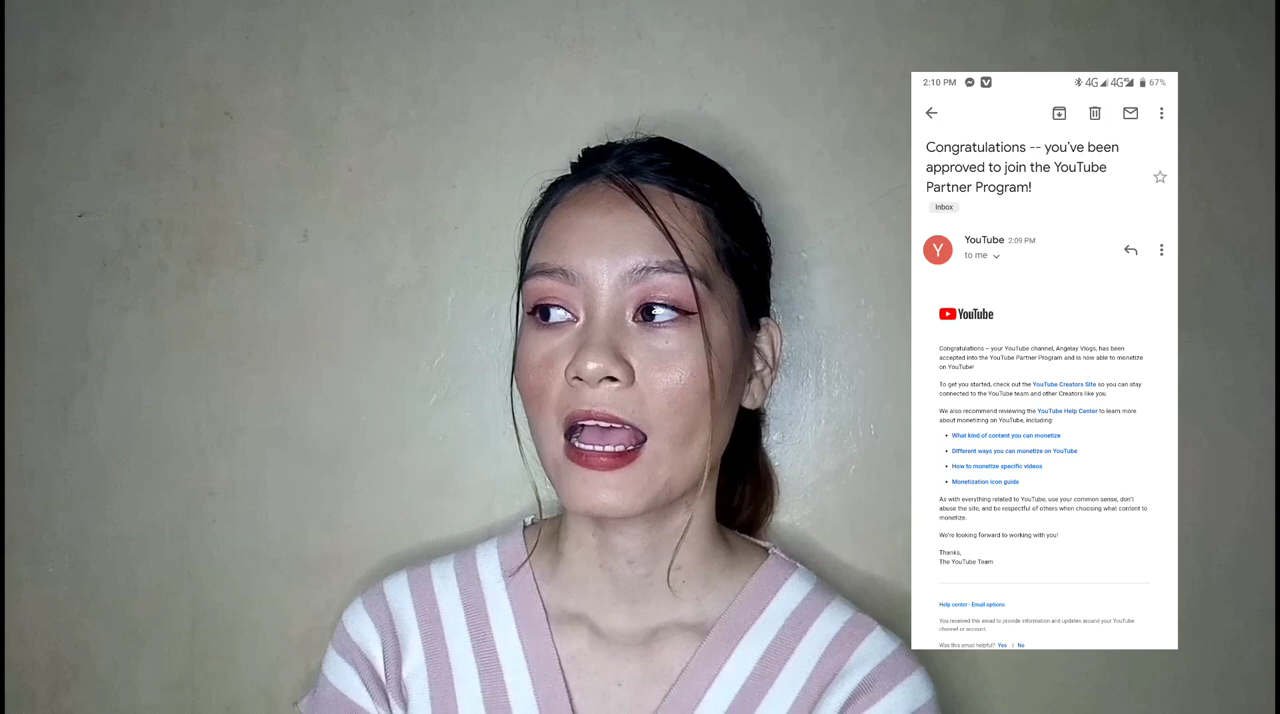 2:10 PM 4G 4G 67%
Congratulations -- you've been
approved to join the YouTube
Partner Program!
Inbox
Y
YouTube 2:09 PM
to me
YouTube
Congratulations – your YouTube channel, Angelay Vlogs, has been
accepted into the YouTube Partner Program and is now able to monetize
on YouTube!
To get you started, check out the YouTube Creators Site so you can stay
connected to the YouTube team and other Creators like you.
We also recommend reviewing the YouTube Help Center to learn more
about monetizing on YouTube, including:
• What kind of content you can monetize
• Different ways you can monetize on YouTube
• How to monetize specific videos
• Monetization icon guide
As with everything related to YouTube, use your common sense, don't
abuse the site, and be respectful of others when choosing what content to
monetize.
We're looking forward to working with you!
Thanks,
The YouTube Team
Help center • Email options
You received this email to provide information and updates around your YouTube
channel or account.
Was this email helpful? Yes | No